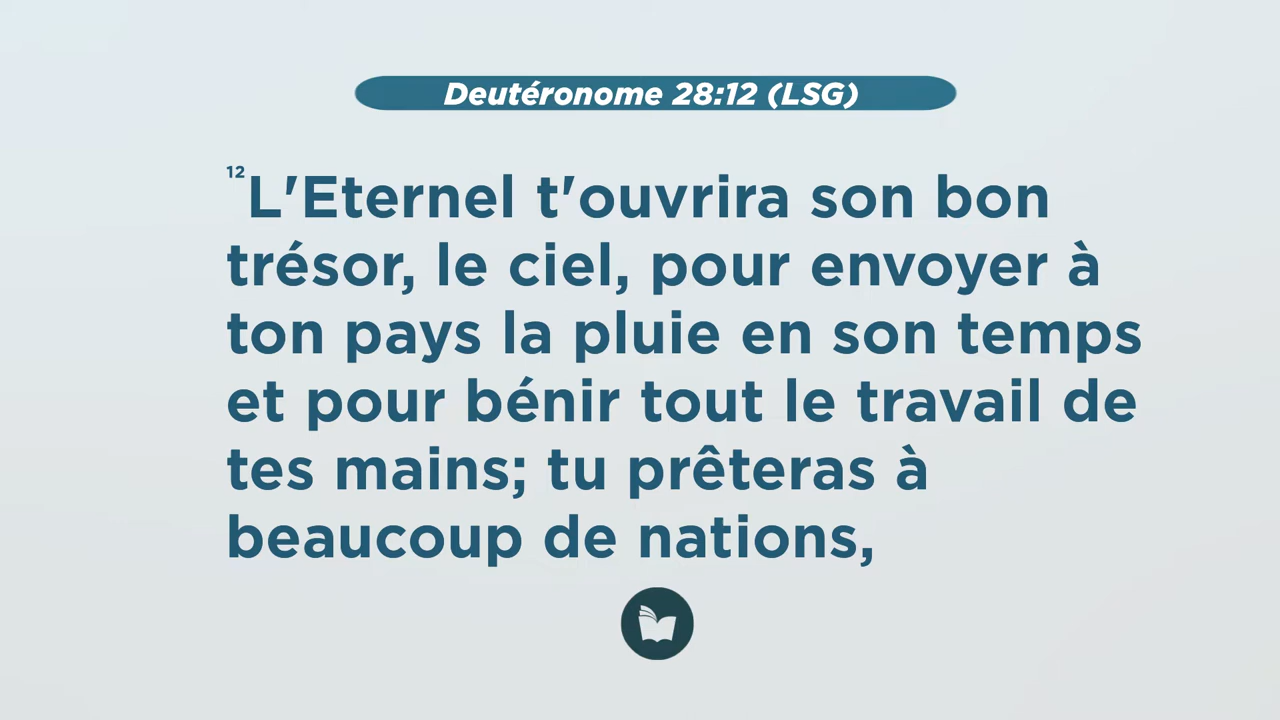 Deutéronome 28:12 (LSG)
12 L'Eternel t'ouvrira son bon
trésor, le ciel, pour envoyer à
ton pays la pluie en son temps
et pour bénir tout le travail de
tes mains; tu prêteras à
beaucoup de nations,